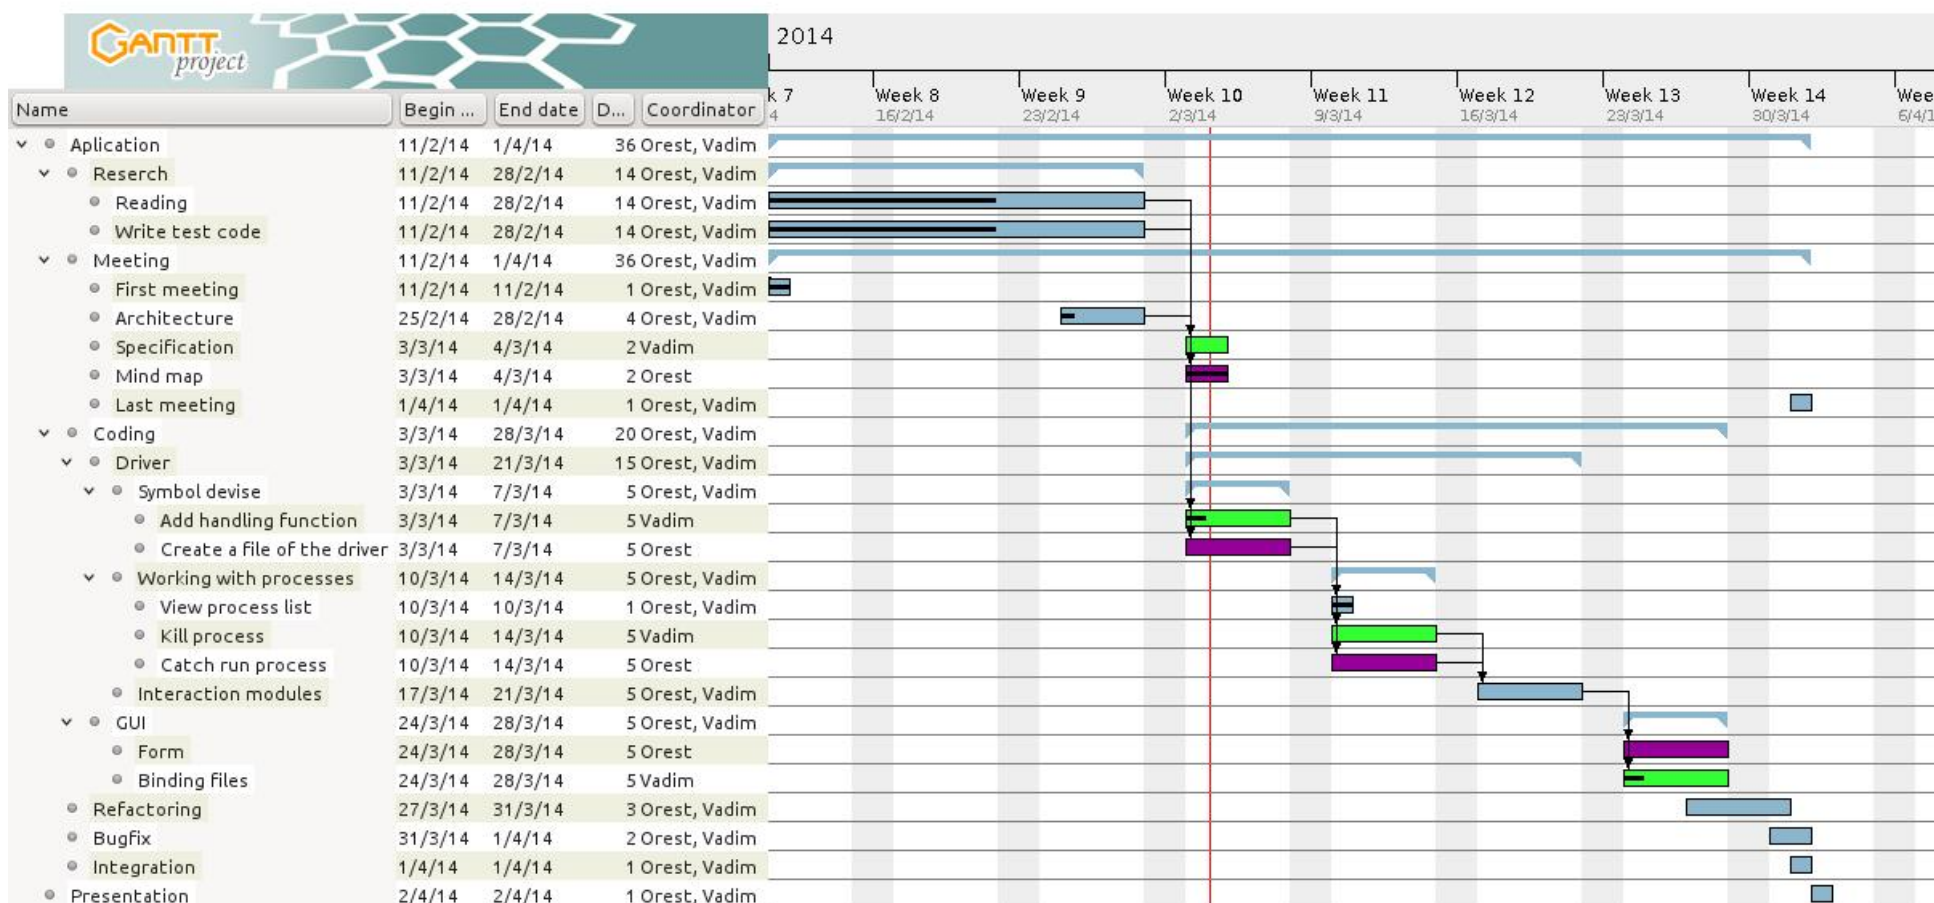 GANTT
project
2014
k 7 Week 8 Week 9 Week 10 Week 11 Week 12 Week 13 Week 14 Wee
4 16/2/14 23/2/14 2/3/14 9/3/14 16/3/14 23/3/14 30/3/14 6/4/1
Name Begin ... End date D... Coordinator
Aplication 11/2/14 1/4/14 36 Orest, Vadim
Reserch 11/2/14 28/2/14 14 Orest, Vadim
Reading 11/2/14 28/2/14 14 Orest, Vadim
Write test code 11/2/14 28/2/14 14 Orest, Vadim
Meeting 11/2/14 1/4/14 36 Orest, Vadim
First meeting 11/2/14 11/2/14 1 Orest, Vadim
Architecture 25/2/14 28/2/14 4 Orest, Vadim
Specification 3/3/14 4/3/14 2 Vadim
Mind map 3/3/14 4/3/14 2 Orest
Last meeting 1/4/14 1/4/14 1 Orest, Vadim
Coding 3/3/14 28/3/14 20 Orest, Vadim
Driver 3/3/14 21/3/14 15 Orest, Vadim
Symbol devise 3/3/14 7/3/14 5 Orest, Vadim
Add handling function 3/3/14 7/3/14 5 Vadim
Create a file of the driver 3/3/14 7/3/14 5 Orest
Working with processes 10/3/14 14/3/14 5 Orest, Vadim
View process list 10/3/14 10/3/14 1 Orest, Vadim
Kill process 10/3/14 14/3/14 5 Vadim
Catch run process 10/3/14 14/3/14 5 Orest
Interaction modules 17/3/14 21/3/14 5 Orest, Vadim
GUI 24/3/14 28/3/14 5 Orest, Vadim
Form 24/3/14 28/3/14 5 Orest
Binding files 24/3/14 28/3/14 5 Vadim
Refactoring 27/3/14 31/3/14 3 Orest, Vadim
Bugfix 31/3/14 1/4/14 2 Orest, Vadim
Integration 1/4/14 1/4/14 1 Orest, Vadim
Presentation 2/4/14 2/4/14 1 Orest, Vadim